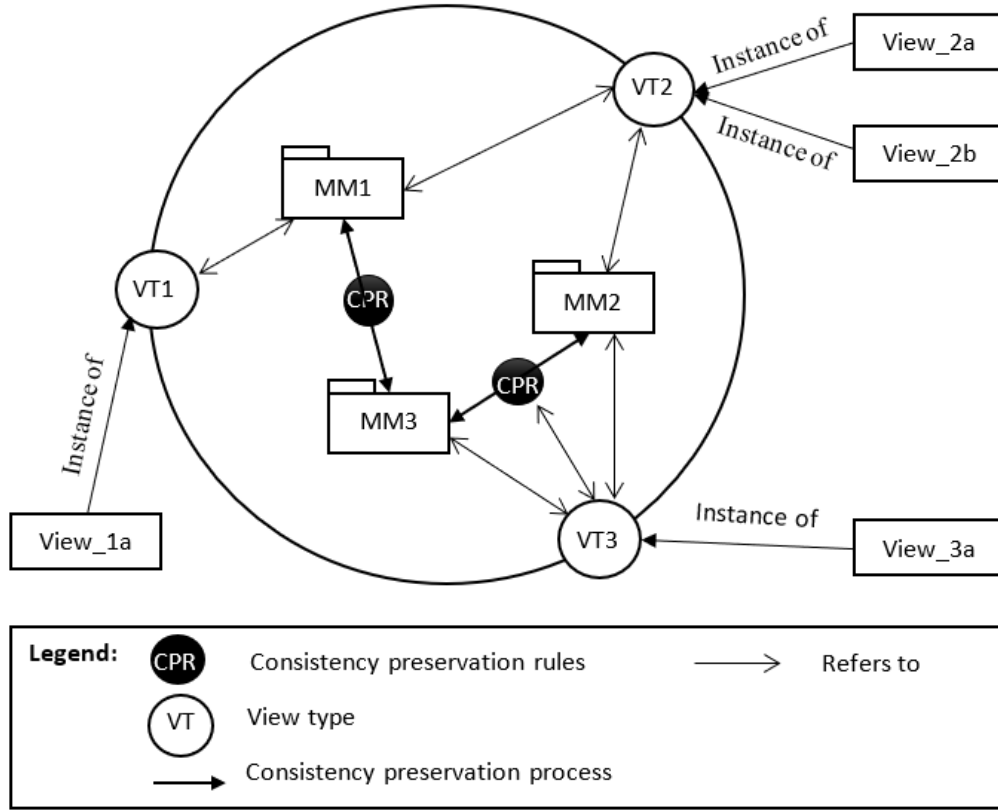 Instance of
View_2a
VT2
Instance of
View_2b
MM1
VT1
CPR
MM2
CPR
Instance of
MM3
Instance of
View_1a
VT3
View_3a
Legend:
CPR
Consistency preservation rules
Refers to
VT
View type
Consistency preservation process